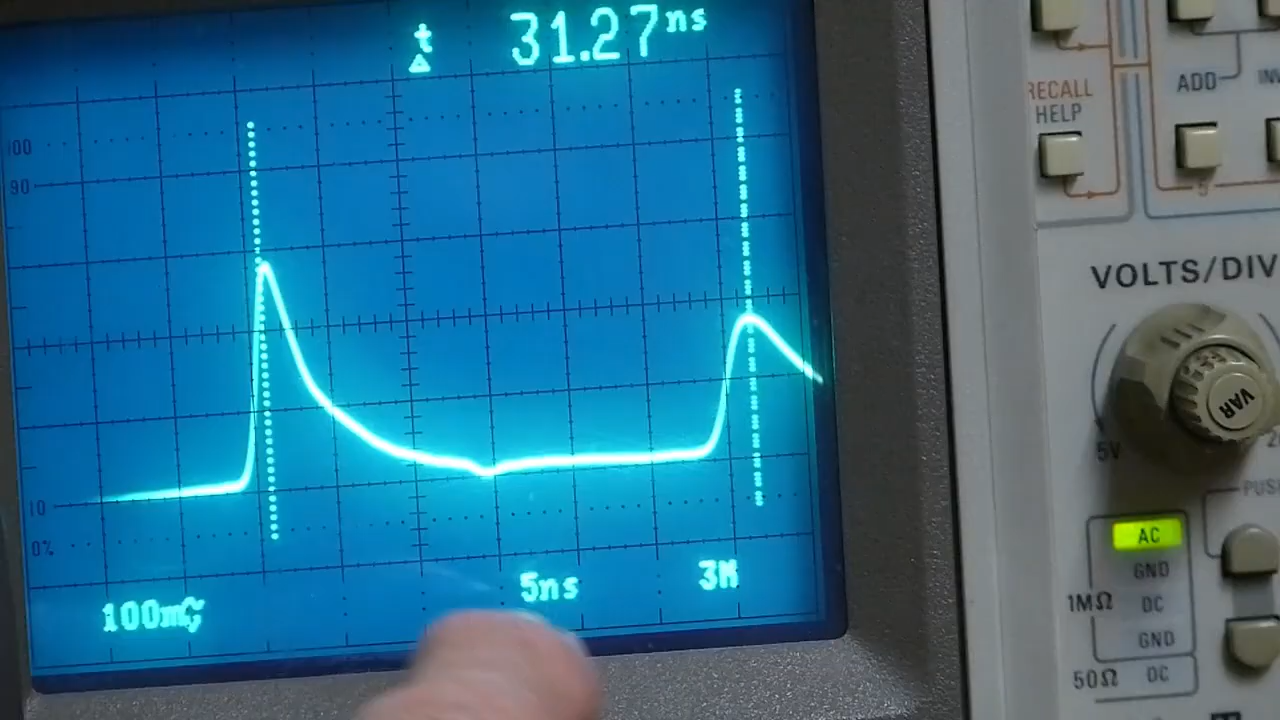 Δt 31.27ns
100
90
10
0%
100mV
5ns
3M
RECALL
HELP
ADD
VOLTS/DIV
VAR
5V
AC
GND
1MΩ DC
GND
50Ω DC